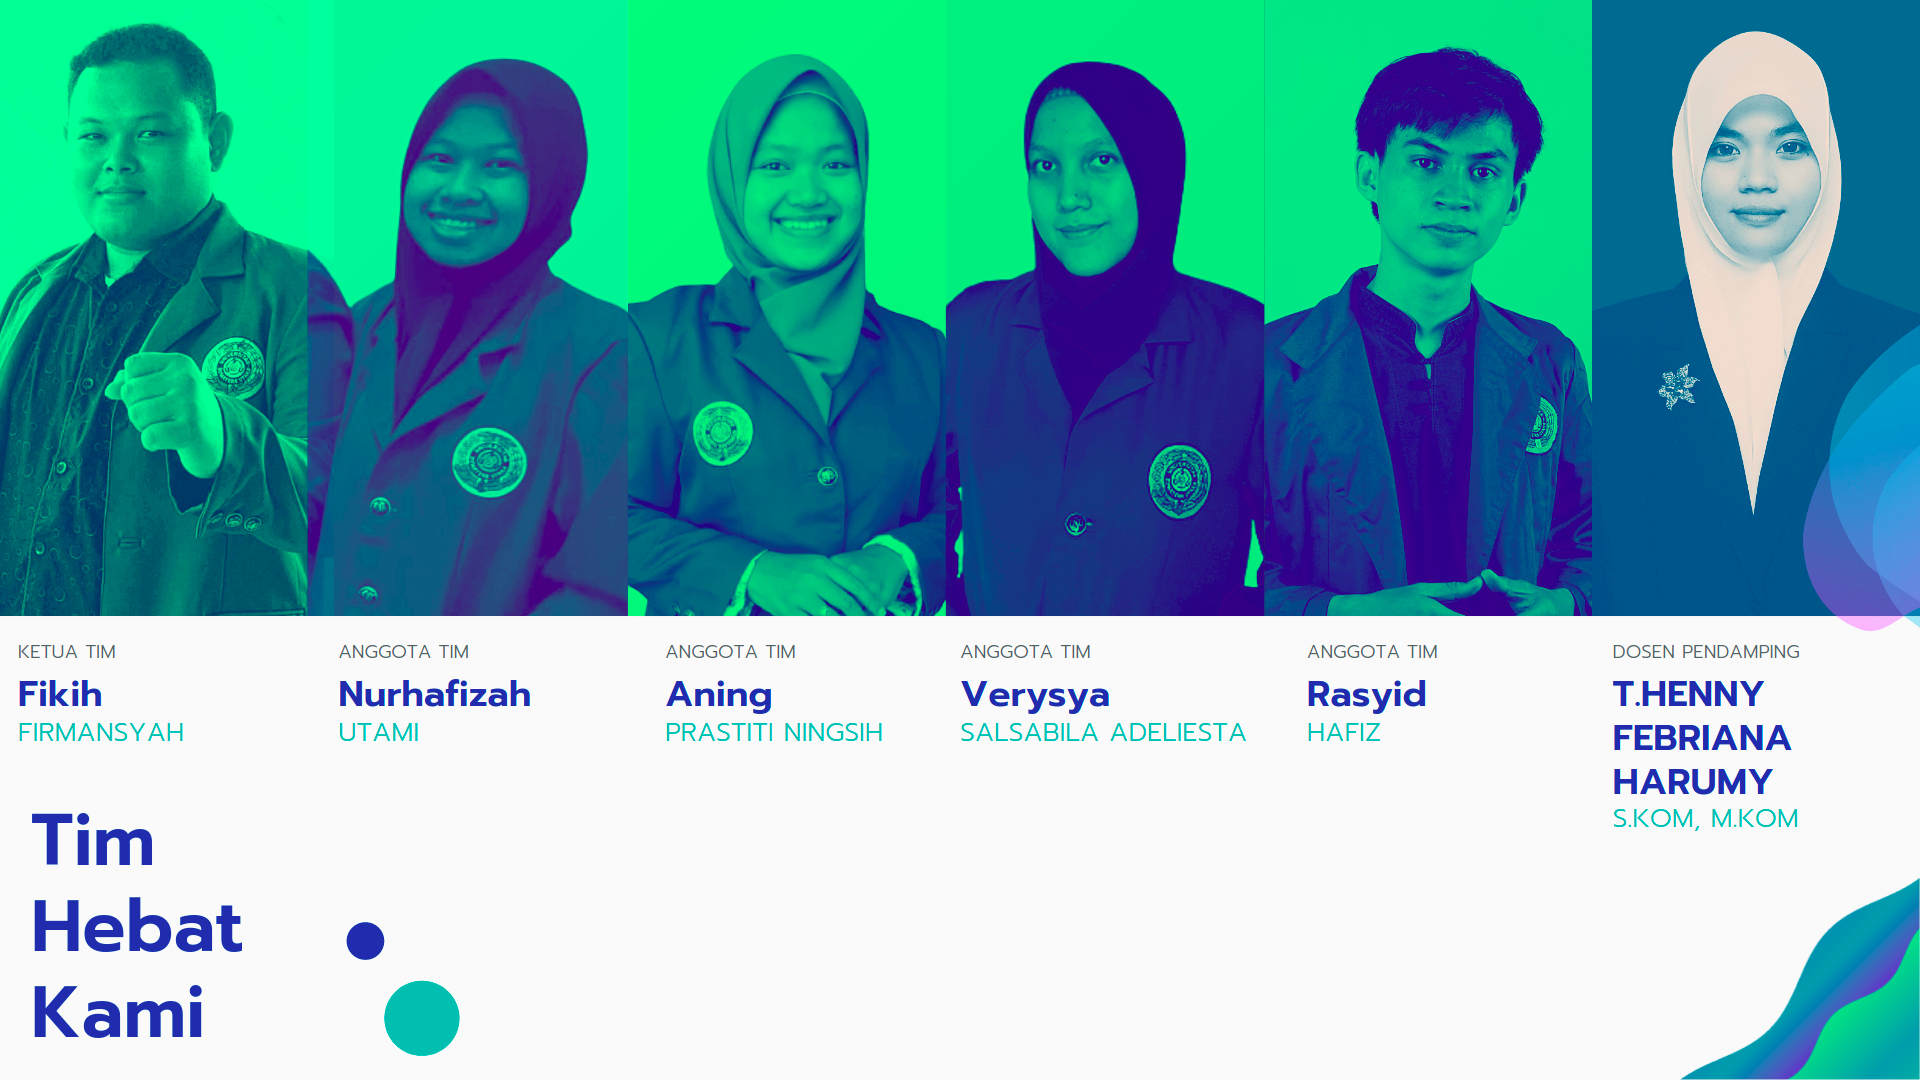 KETUA TIM
Fikih
FIRMANSYAH
ANGGOTA TIM
Nurhafizah
UTAMI
ANGGOTA TIM
Aning
PRASTITI NINGSIH
ANGGOTA TIM
Verysya
SALSABILA ADELIESTA
ANGGOTA TIM
Rasyid
HAFIZ
DOSEN PENDAMPING
T.HENNY
FEBRIANA
HARUMY
S.KOM, M.KOM
Tim
Hebat
Kami